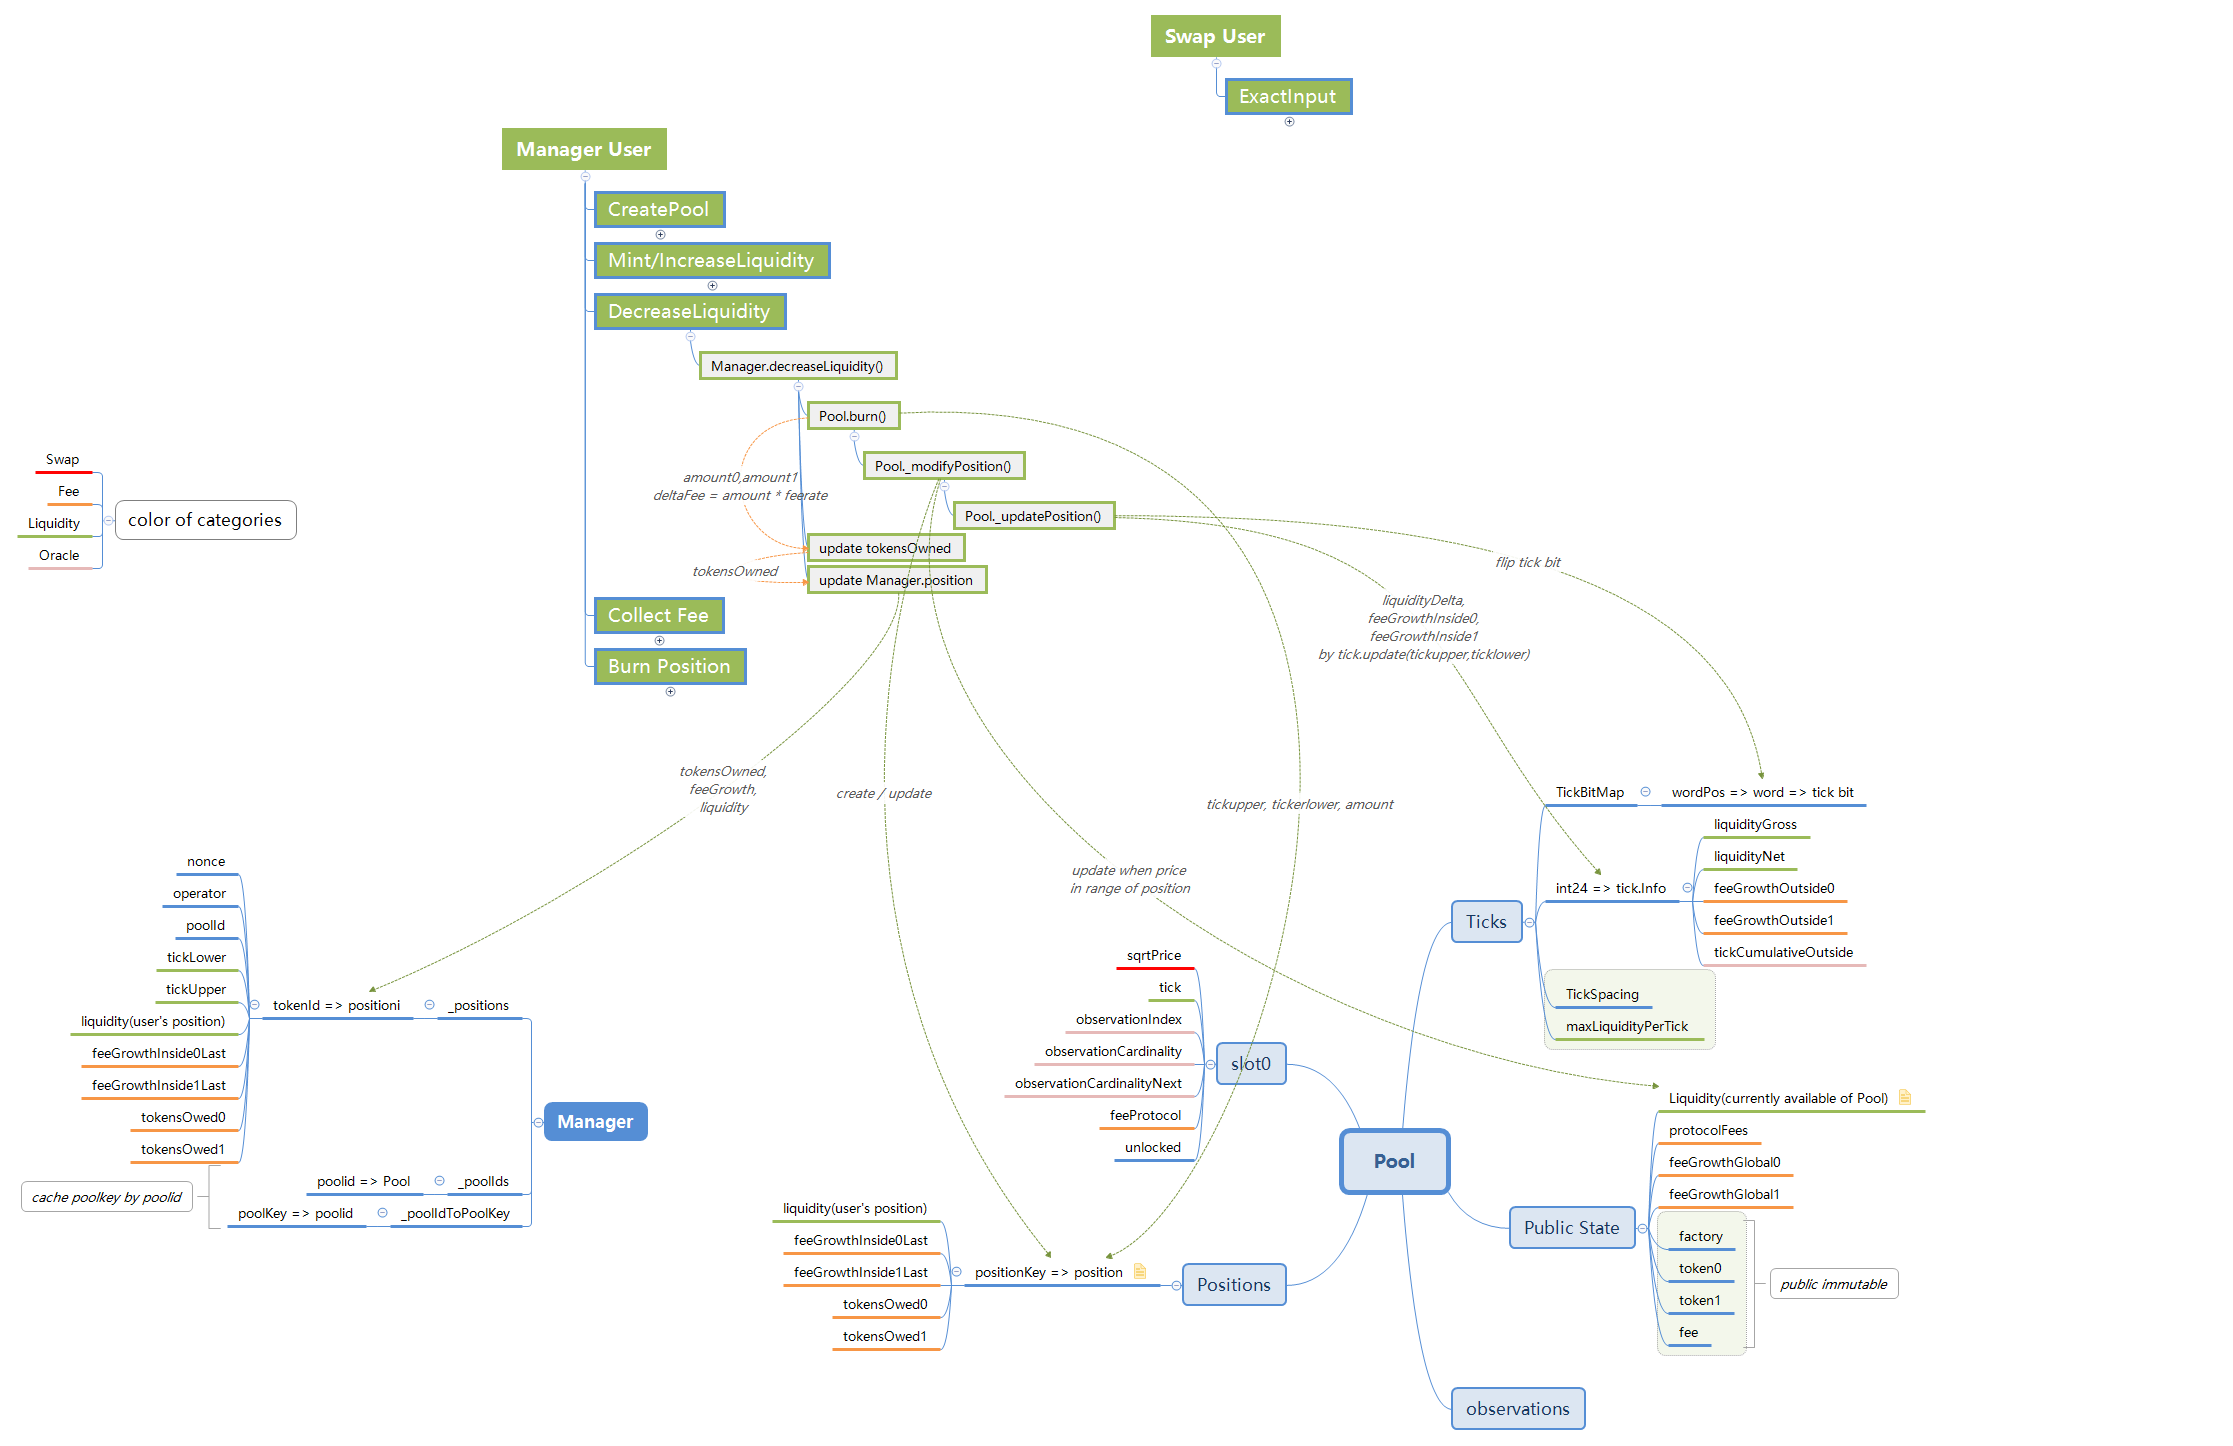 Swap User
ExactInput
Manager User
CreatePool
Mint/IncreaseLiquidity
DecreaseLiquidity
Manager.decreaseLiquidity()
Pool.burn()
Pool._modifyPosition()
Pool._updatePosition()
update tokensOwned
update Manager.position
amount0,amount1
deltaFee = amount * feerate
tokensOwned
Collect Fee
Burn Position
Swap
Fee
Liquidity
Oracle
color of categories
flip tick bit
liquidityDelta,
feeGrowthInside0,
feeGrowthInside1
by tick.update(tickupper,ticklower)
tokensOwned,
feeGrowth,
liquidity
create / update
tickupper, tickerlower, amount
update when price
in range of position
nonce
operator
poolId
tickLower
tickUpper
liquidity(user's position)
feeGrowthInside0Last
feeGrowthInside1Last
tokensOwed0
tokensOwed1
tokenId => positioni
_positions
Manager
poolid => Pool
_poolIds
poolKey => poolid
_poolIdToPoolKey
cache poolkey by poolid
TickBitMap
wordPos => word => tick bit
int24 => tick.Info
liquidityGross
liquidityNet
feeGrowthOutside0
feeGrowthOutside1
tickCumulativeOutside
Ticks
TickSpacing
maxLiquidityPerTick
sqrtPrice
tick
observationIndex
observationCardinality
observationCardinalityNext
feeProtocol
unlocked
slot0
Pool
Liquidity(currently available of Pool)
protocolFees
feeGrowthGlobal0
feeGrowthGlobal1
Public State
factory
token0
token1
fee
public immutable
liquidity(user's position)
feeGrowthInside0Last
feeGrowthInside1Last
tokensOwed0
tokensOwed1
positionKey => position
Positions
observations